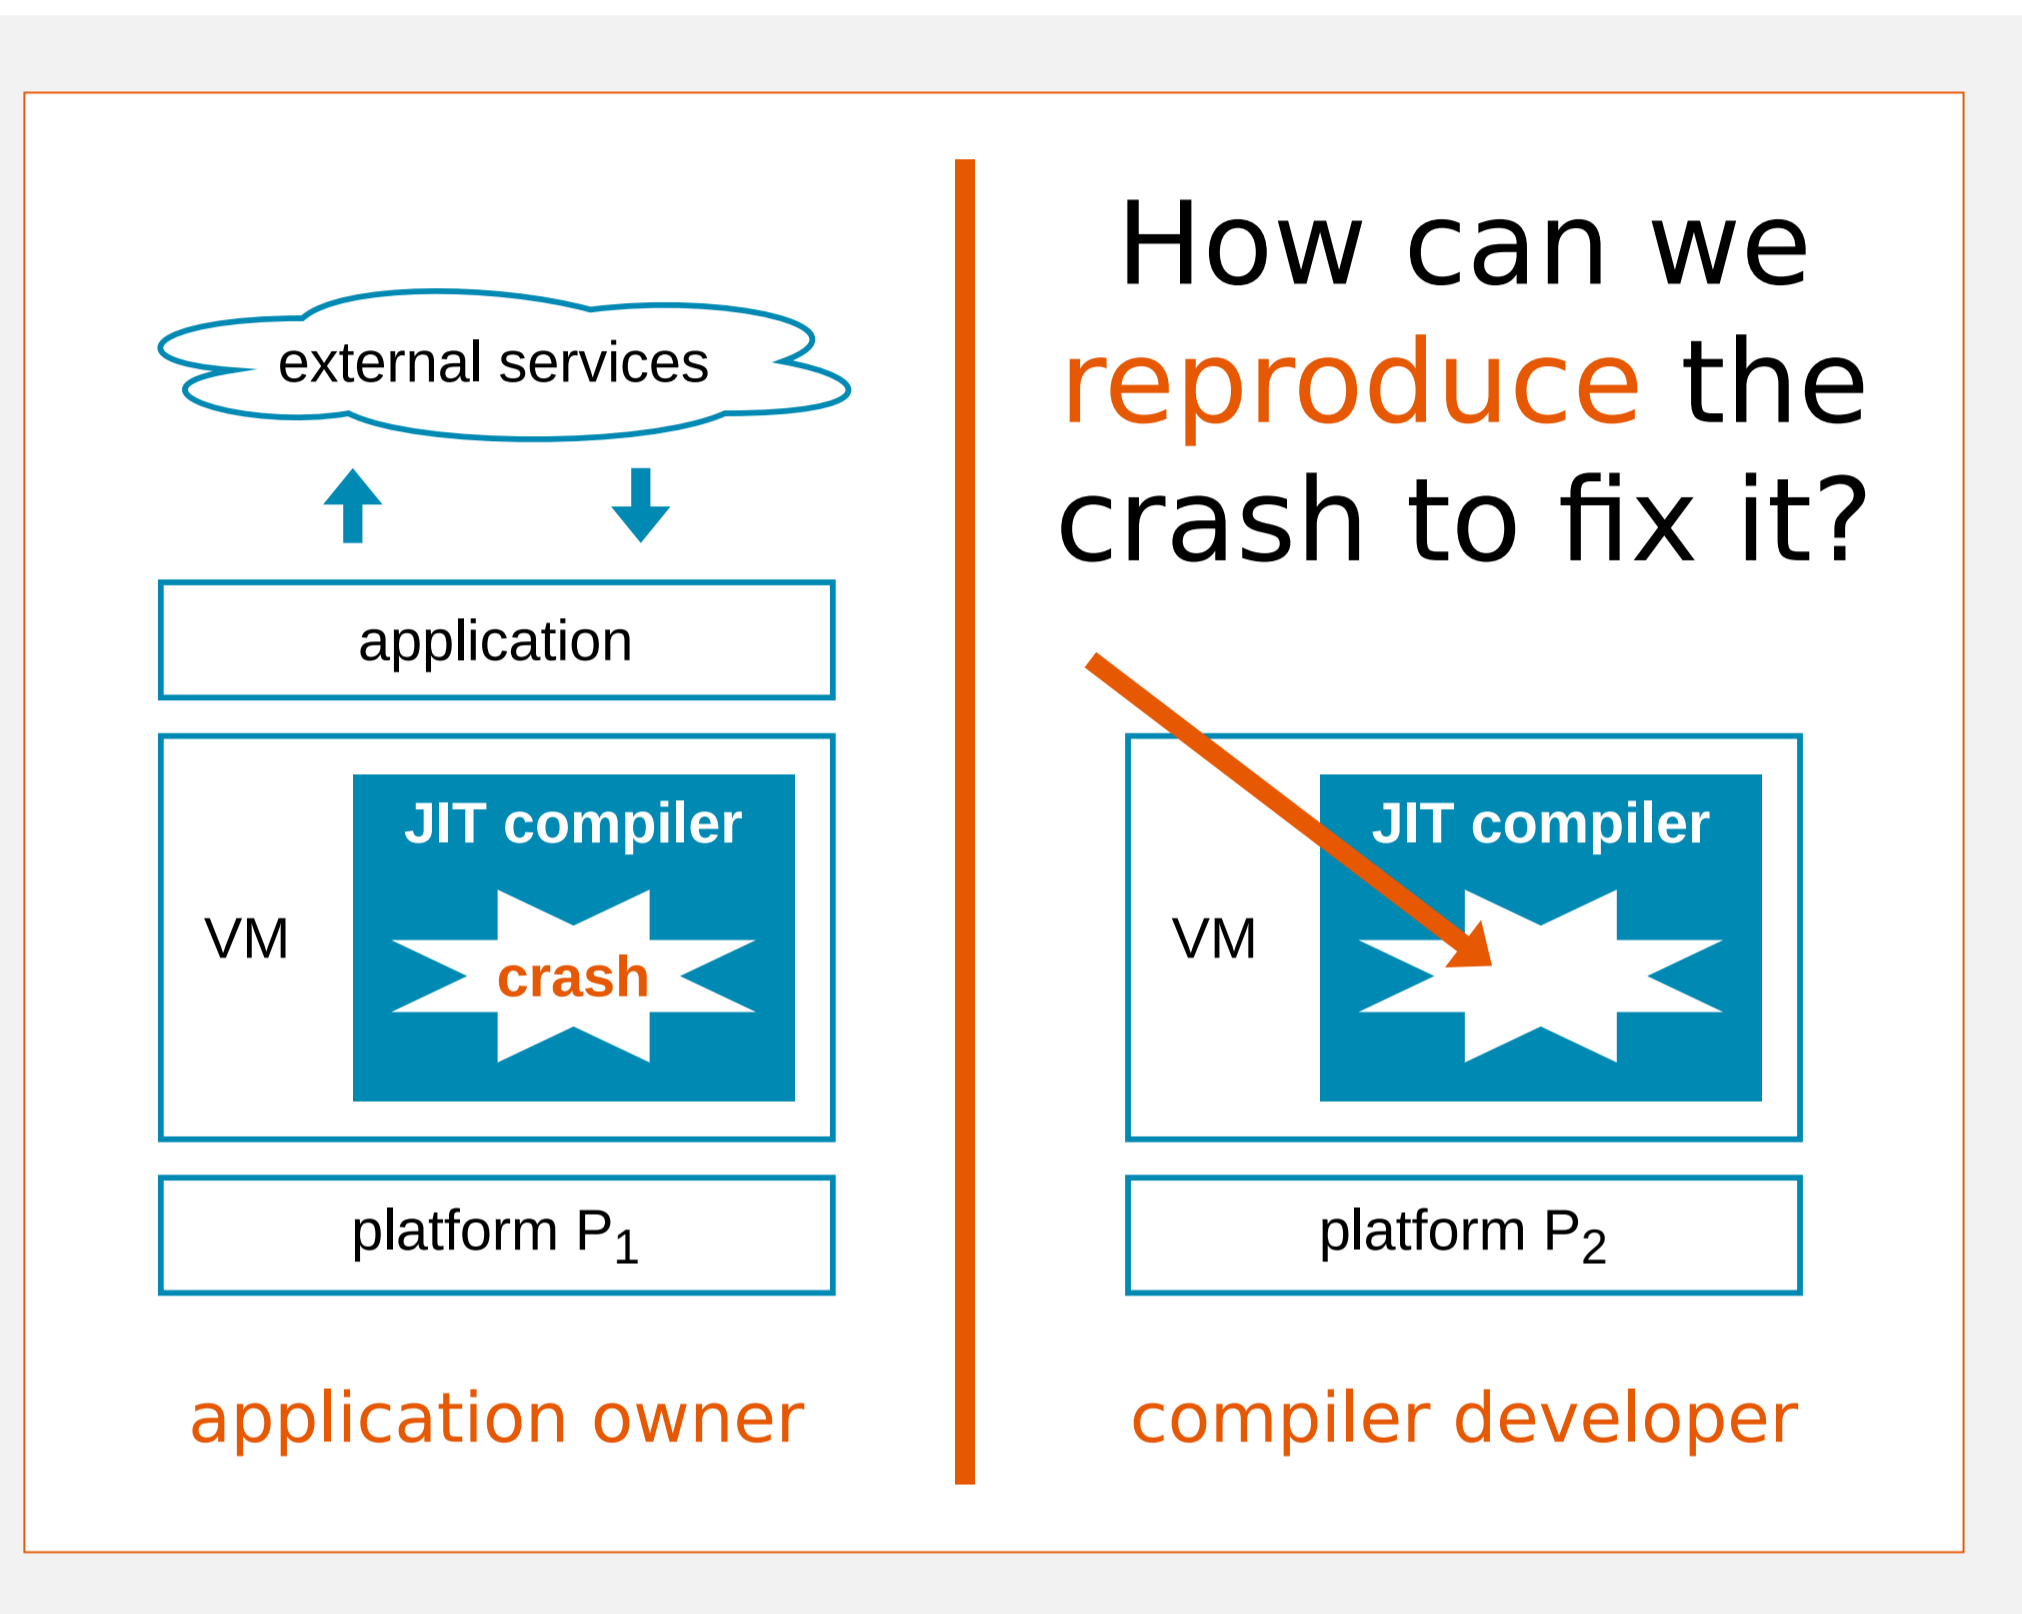 external services
application
VM
JIT compiler
crash
platform P₁
application owner
How can we
reproduce the
crash to fix it?
VM
JIT compiler
platform P₂
compiler developer